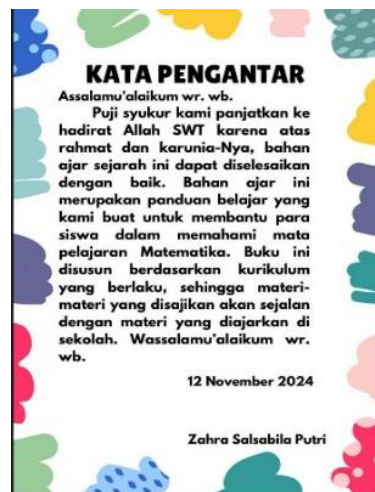 KATA PENGANTAR
Assalamu'alaikum wr. wb.
Puji syukur kami panjatkan ke
hadirat Allah SWT karena atas
rahmat dan karunia-Nya, bahan
ajar sejarah ini dapat diselesaikan
dengan baik. Bahan ajar ini
merupakan panduan belajar yang
kami buat untuk membantu para
siswa dalam memahami mata
pelajaran Matematika. Buku ini
disusun berdasarkan kurikulum
yang berlaku, sehingga materi-
materi yang disajikan akan sejalan
dengan materi yang diajarkan di
sekolah. Wassalamu'alaikum wr.
wb.
12 November 2024
Zahra Salsabila Putri